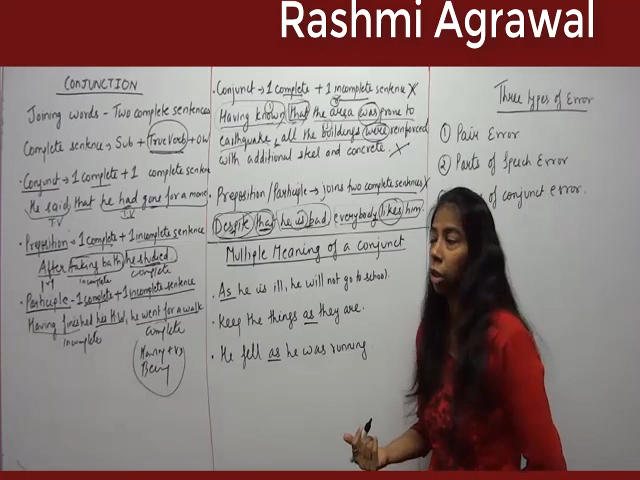 Rashmi Agrawal
CONJUNCTION
Joining words - Two complete sentences
Complete sentence → Sub + True Verb + OW
• Conjunct → 1 complete + 1 complete sentence
He said that he had gone for a
T.V T.V
• Preposition → 1 complete + 1 incomplete sentence
After taking bath, he studied
incomplete complete
• Participle - 1 complete + 1 incomplete sentence
Having finished his H.W, he went for a walk
incomplete complete
Having + V3
Being
Conjunct → 1 complete + 1 incomplete sentence X
Having known that the area was prone to
earthquake, all the buildings were reinforced
with additional steel and concrete. X
Preposition/Participle → joins two complete sentences X
Despite that he is bad everybody likes him.
Multiple Meaning of a conjunct
• As he is ill, he will not go to school.
• Keep the things as they are.
• He fell as he was running
Three types of Error
① Pair Error
② Parts of Speech Error
of conjunct error.